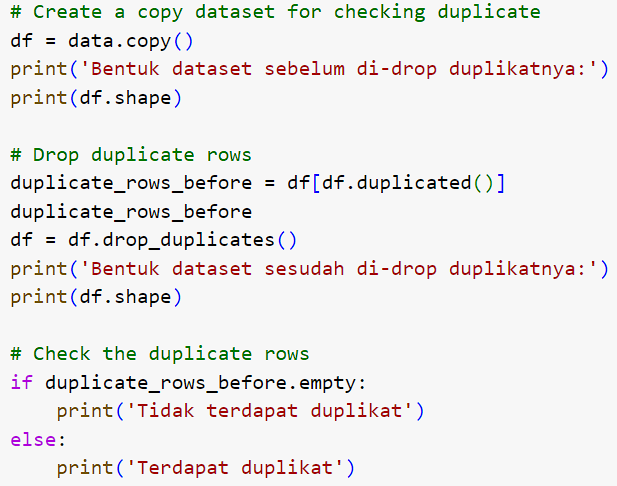 # Create a copy dataset for checking duplicate
df = data.copy()
print('Bentuk dataset sebelum di-drop duplikatnya:')
print(df.shape)

# Drop duplicate rows
duplicate_rows_before = df[df.duplicated()]
duplicate_rows_before
df = df.drop_duplicates()
print('Bentuk dataset sesudah di-drop duplikatnya:')
print(df.shape)

# Check the duplicate rows
if duplicate_rows_before.empty:
    print('Tidak terdapat duplikat')
else:
    print('Terdapat duplikat')